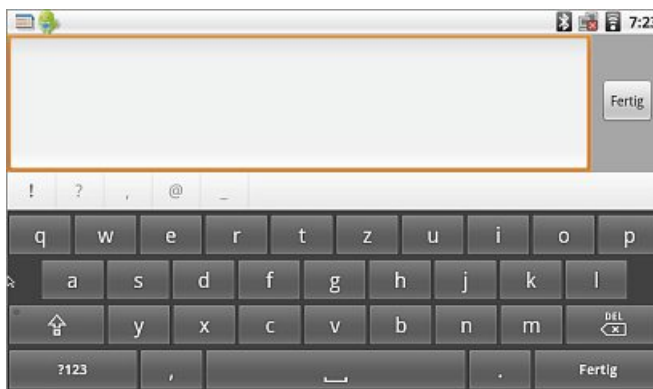 7:23
Fertig
! ? , @ _
q w e r t z u i o p
a s d f g h j k l
y x c v b n m DEL
?123 , . Fertig